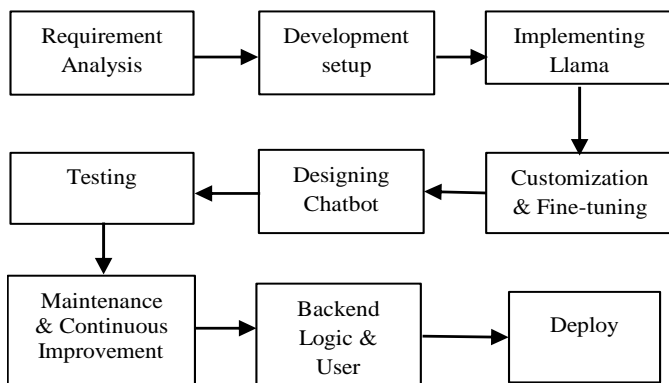 Requirement
Analysis
Development
setup
Implementing
Llama
Testing
Designing
Chatbot
Customization
& Fine-tuning
Maintenance
& Continuous
Improvement
Backend
Logic &
User
Deploy